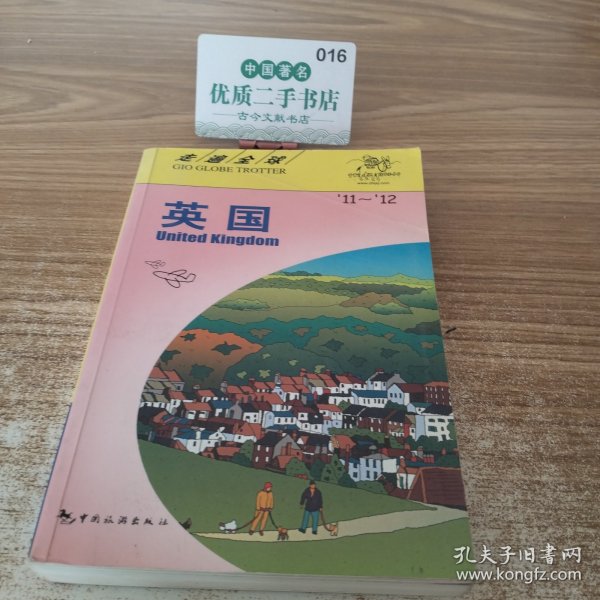 016
中国著名
优质二手书店
古今文献书店
走遍全球
GIO GLOBE TROTTER
'11～'12
英国
United Kingdom
中国旅游出版社
孔夫子旧书网
www.kongfz.com